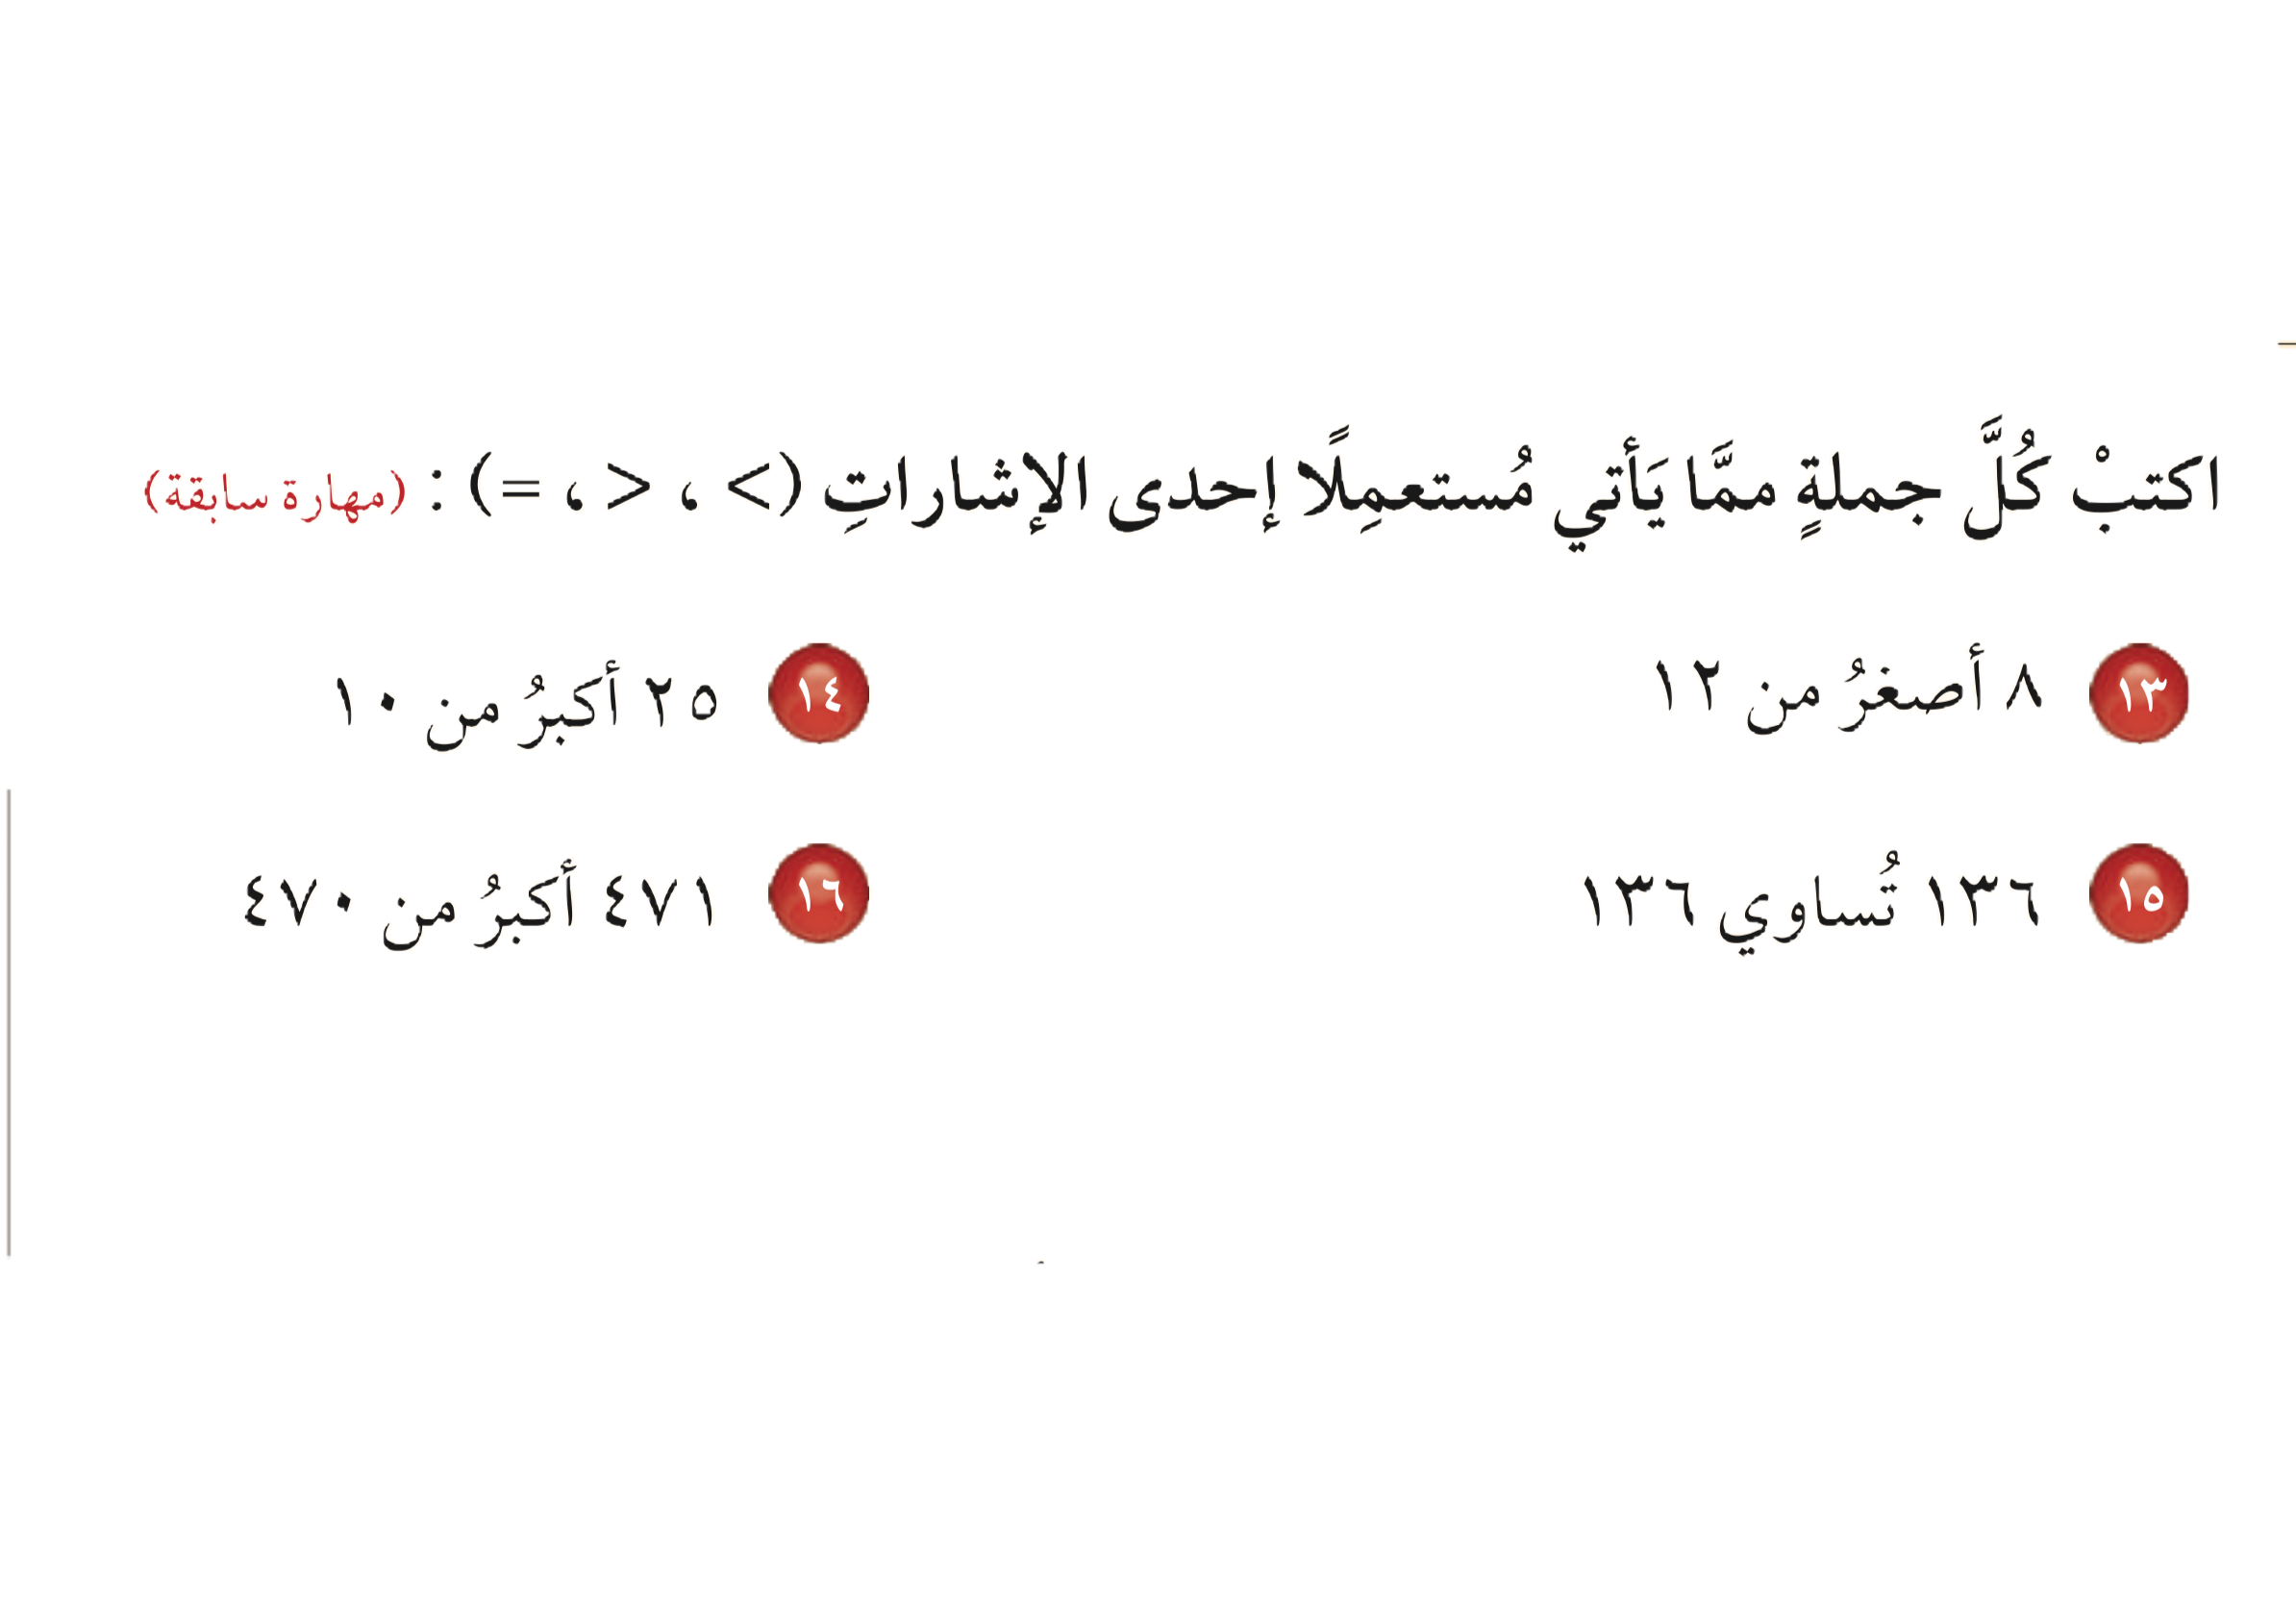 اكتبْ كُلَّ جملةٍ ممَّا يَأْتي مُستعمِلًا إحدى الإشاراتِ (< ، > ، =) : (مهارة سابقة)
١٣ ٨ أصغرُ من ١٢
١٤ ٢٥ أكبرُ من ١٠
١٥ ١٣٦ تُساوي ١٣٦
١٦ ٤٧١ أكبرُ من ٤٧٠